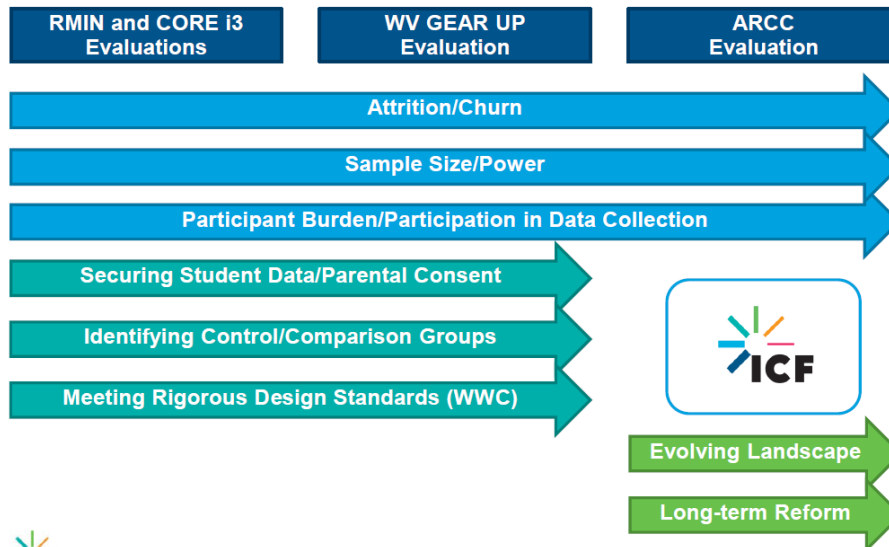 RMIN and CORE i3
Evaluations
WV GEAR UP
Evaluation
ARCC
Evaluation
Attrition/Churn
Sample Size/Power
Participant Burden/Participation in Data Collection
Securing Student Data/Parental Consent
Identifying Control/Comparison Groups
Meeting Rigorous Design Standards (WWC)
ICF
Evolving Landscape
Long-term Reform